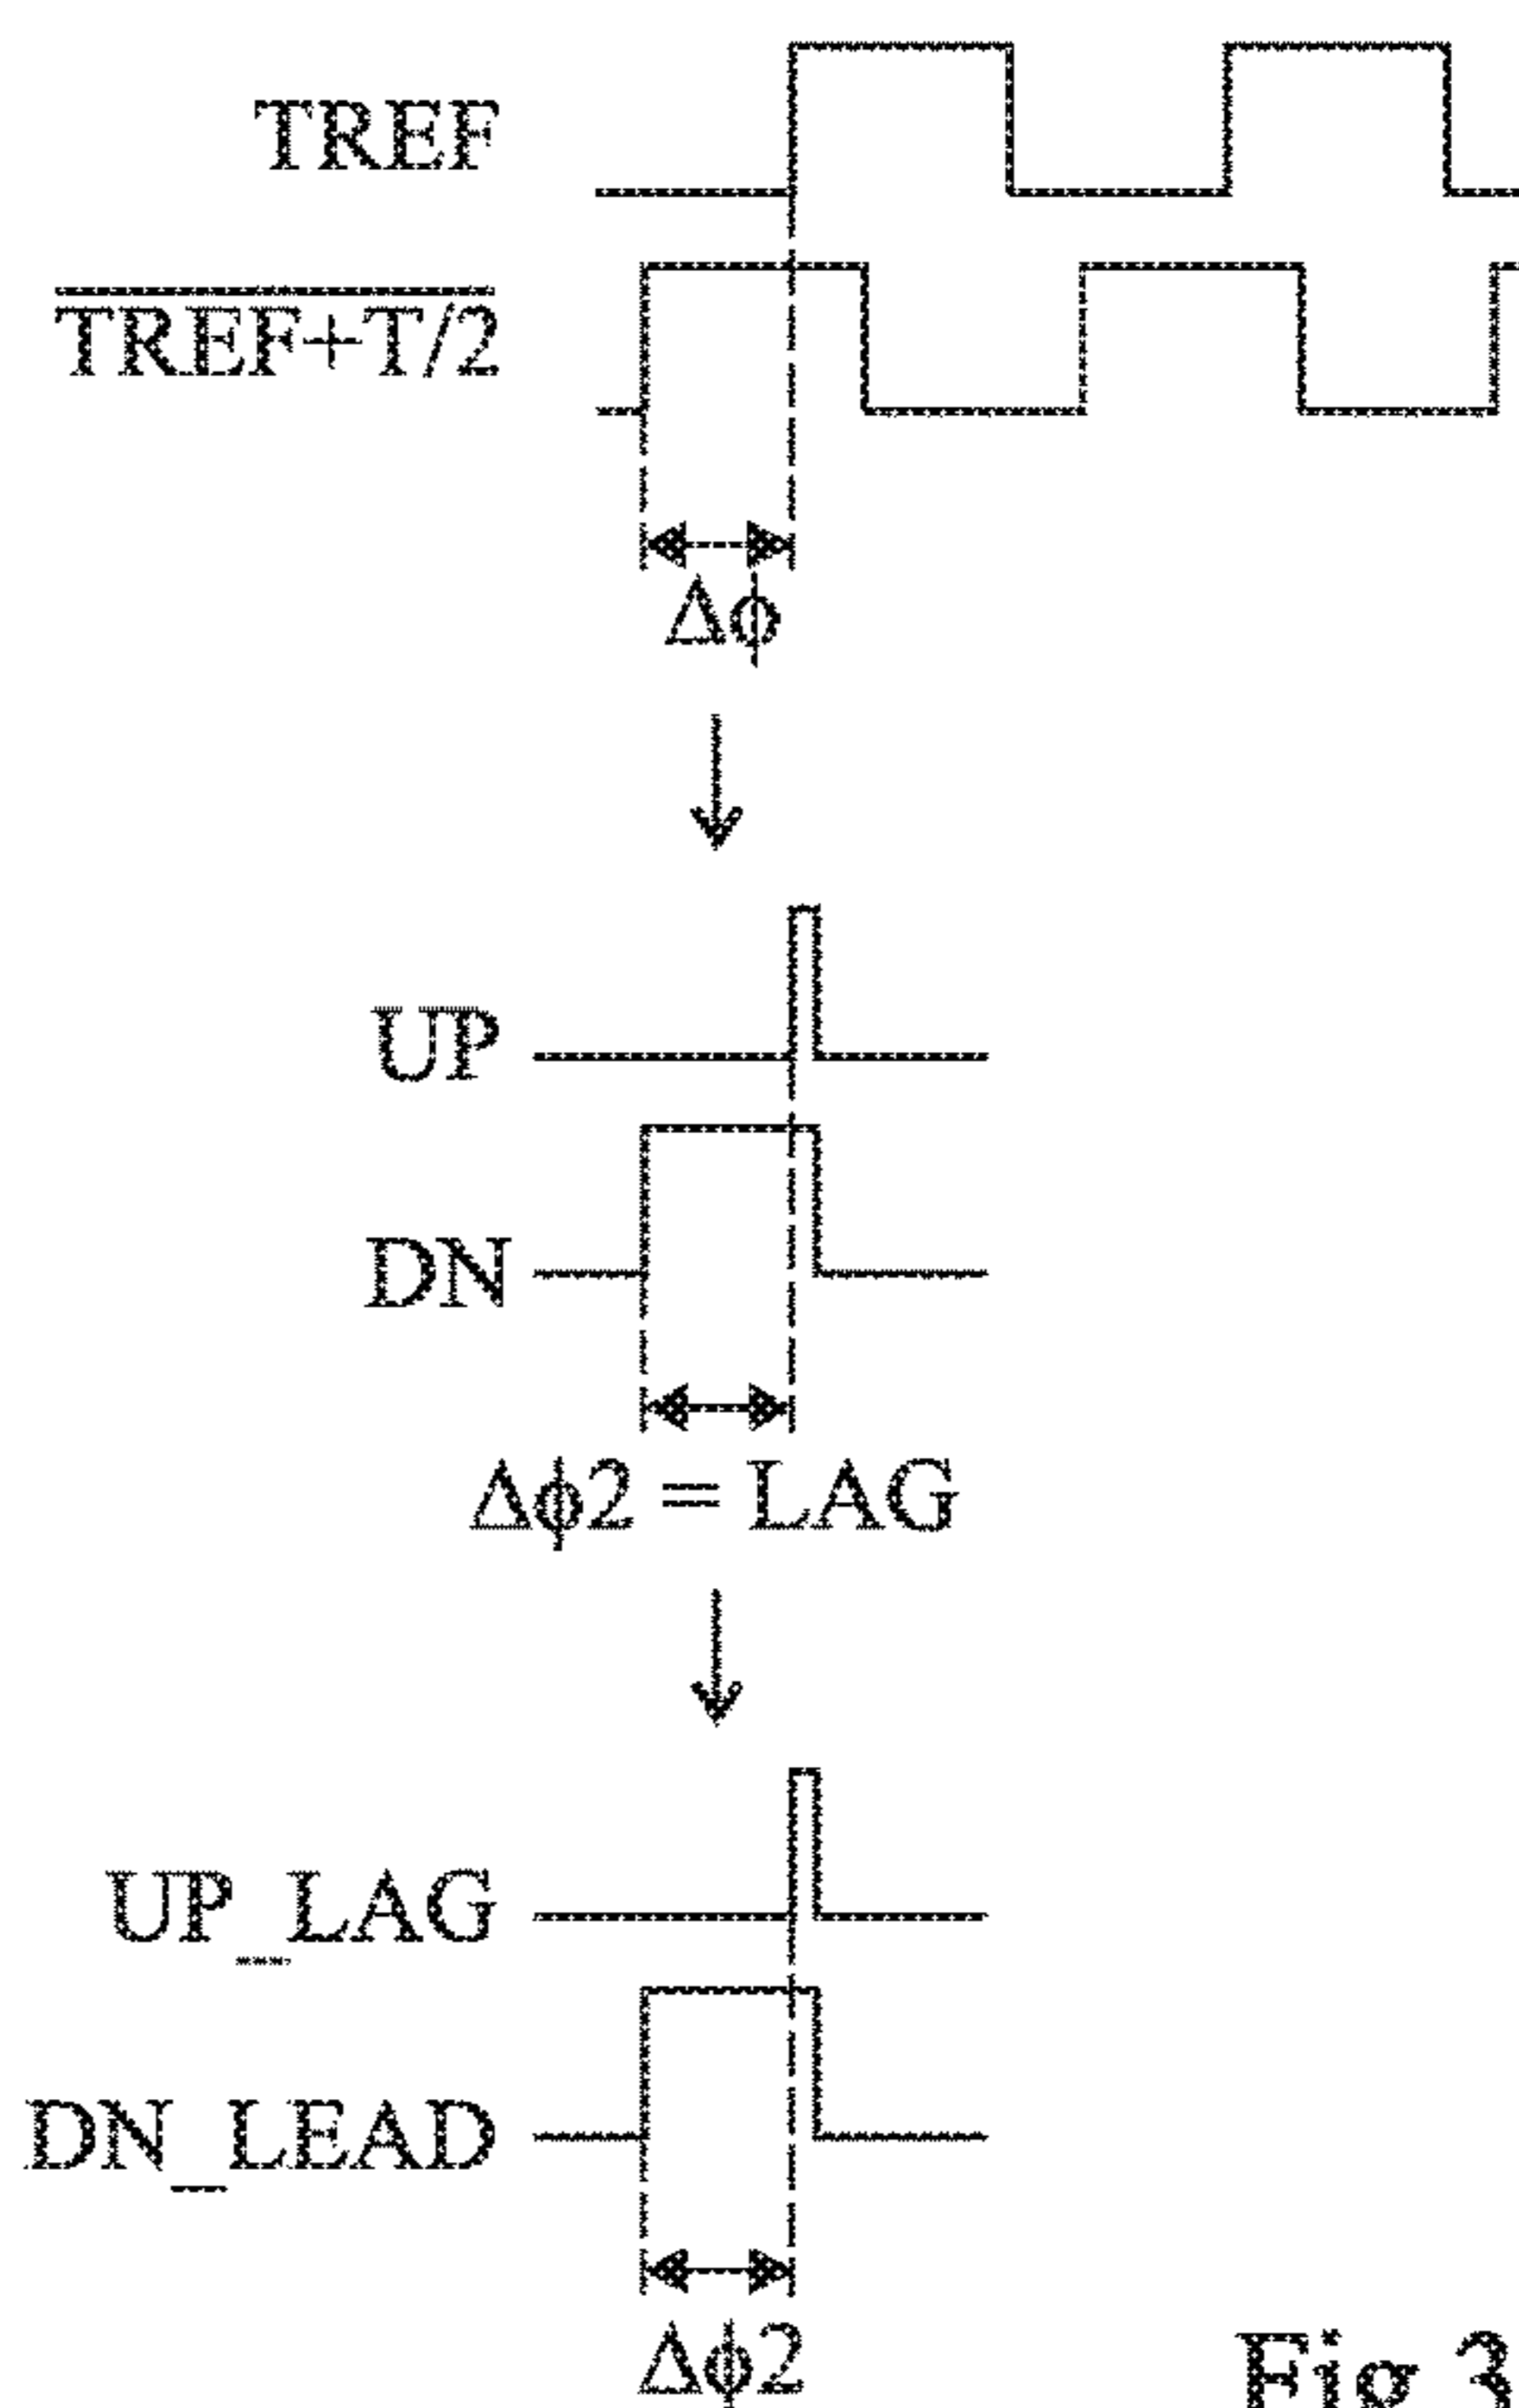 TREF
TREF+T/2
Δϕ
UP
DN
Δϕ2 = LAG
UP_LAG
DN_LEAD
Δϕ2
Fig 3